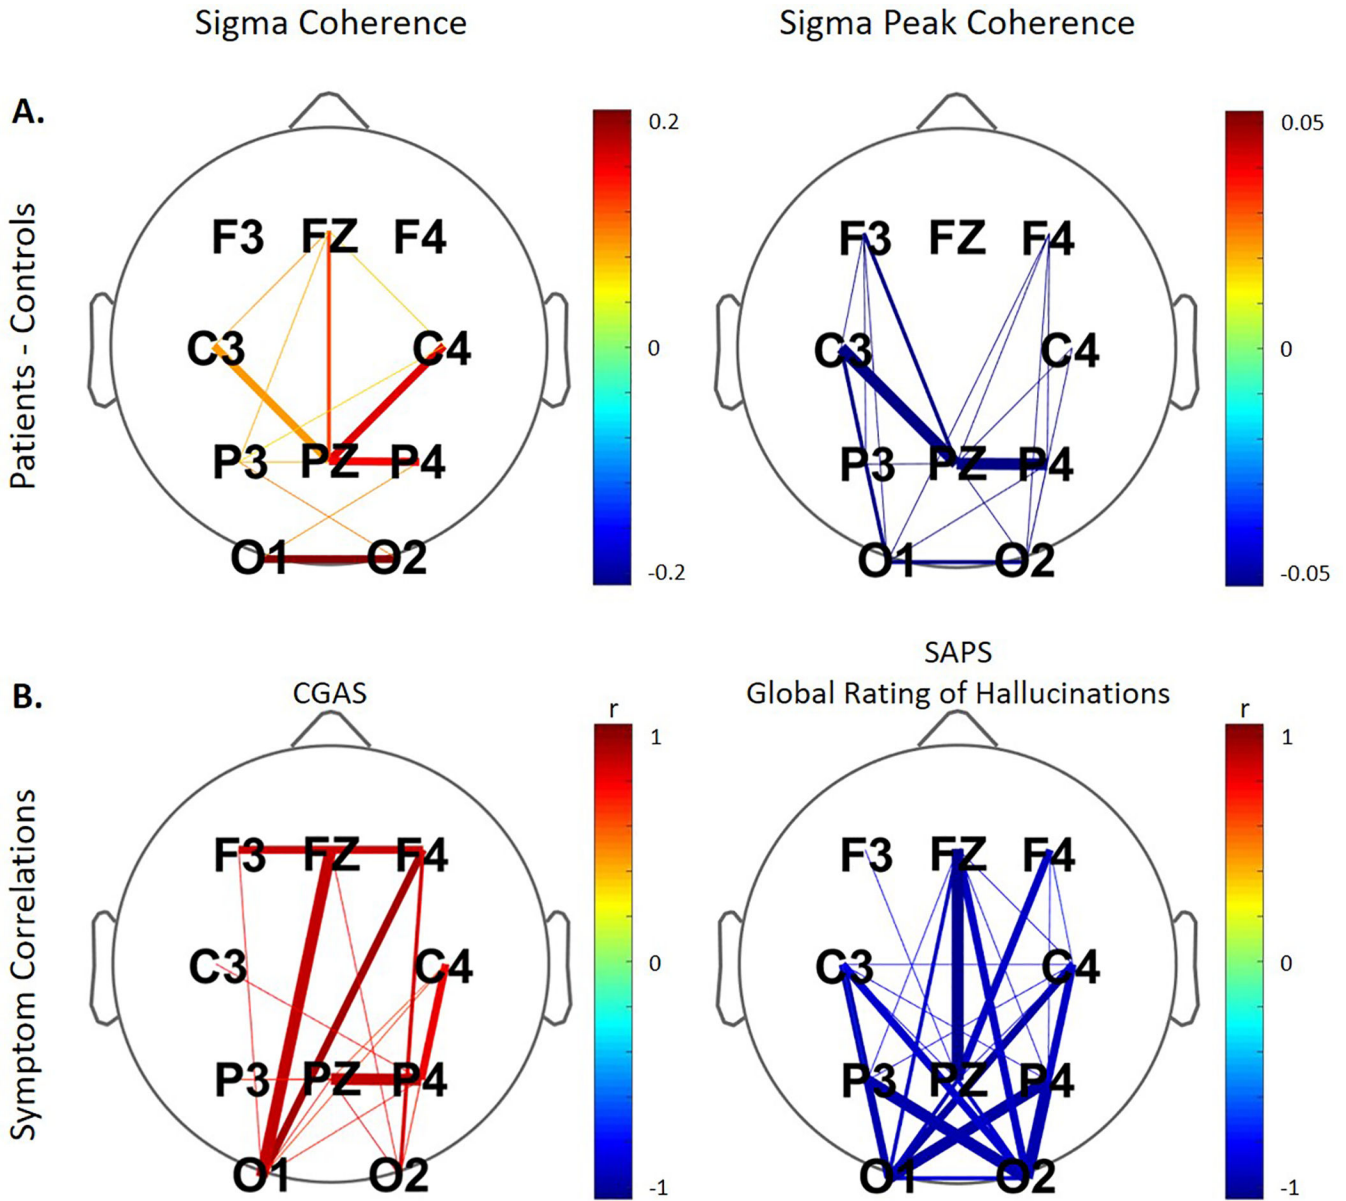 Sigma Coherence
Sigma Peak Coherence
A.
Patients - Controls
F3 FZ F4
C3 C4
P3 PZ P4
O1 O2
0.2
0
-0.2
F3 FZ F4
C3 C4
P3 PZ P4
O1 O2
0.05
0
-0.05
B.
Symptom Correlations
CGAS
F3 FZ F4
C3 C4
P3 PZ P4
O1 O2
r
1
0
-1
SAPS
Global Rating of Hallucinations
F3 FZ F4
C3 C4
P3 PZ P4
O1 O2
r
1
0
-1